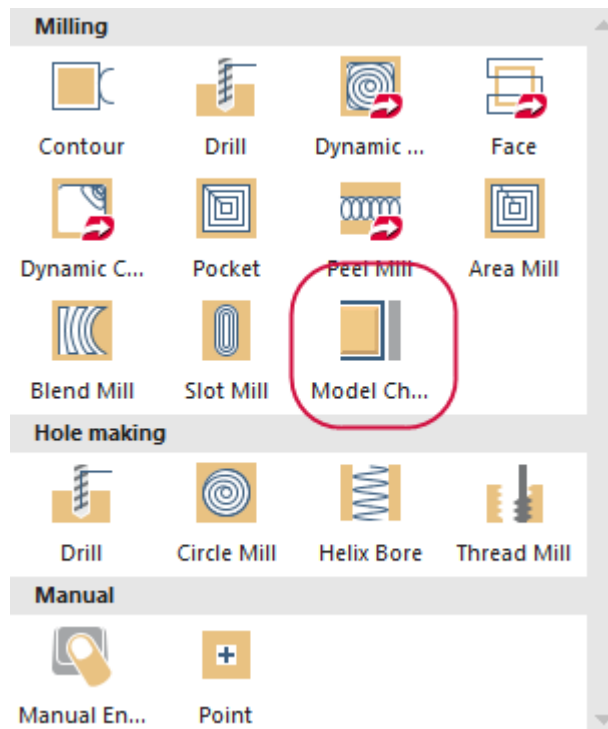 Milling
Contour Drill Dynamic ... Face
Dynamic C... Pocket Peel Mill Area Mill
Blend Mill Slot Mill Model Ch...
Hole making
Drill Circle Mill Helix Bore Thread Mill
Manual
Manual En... Point